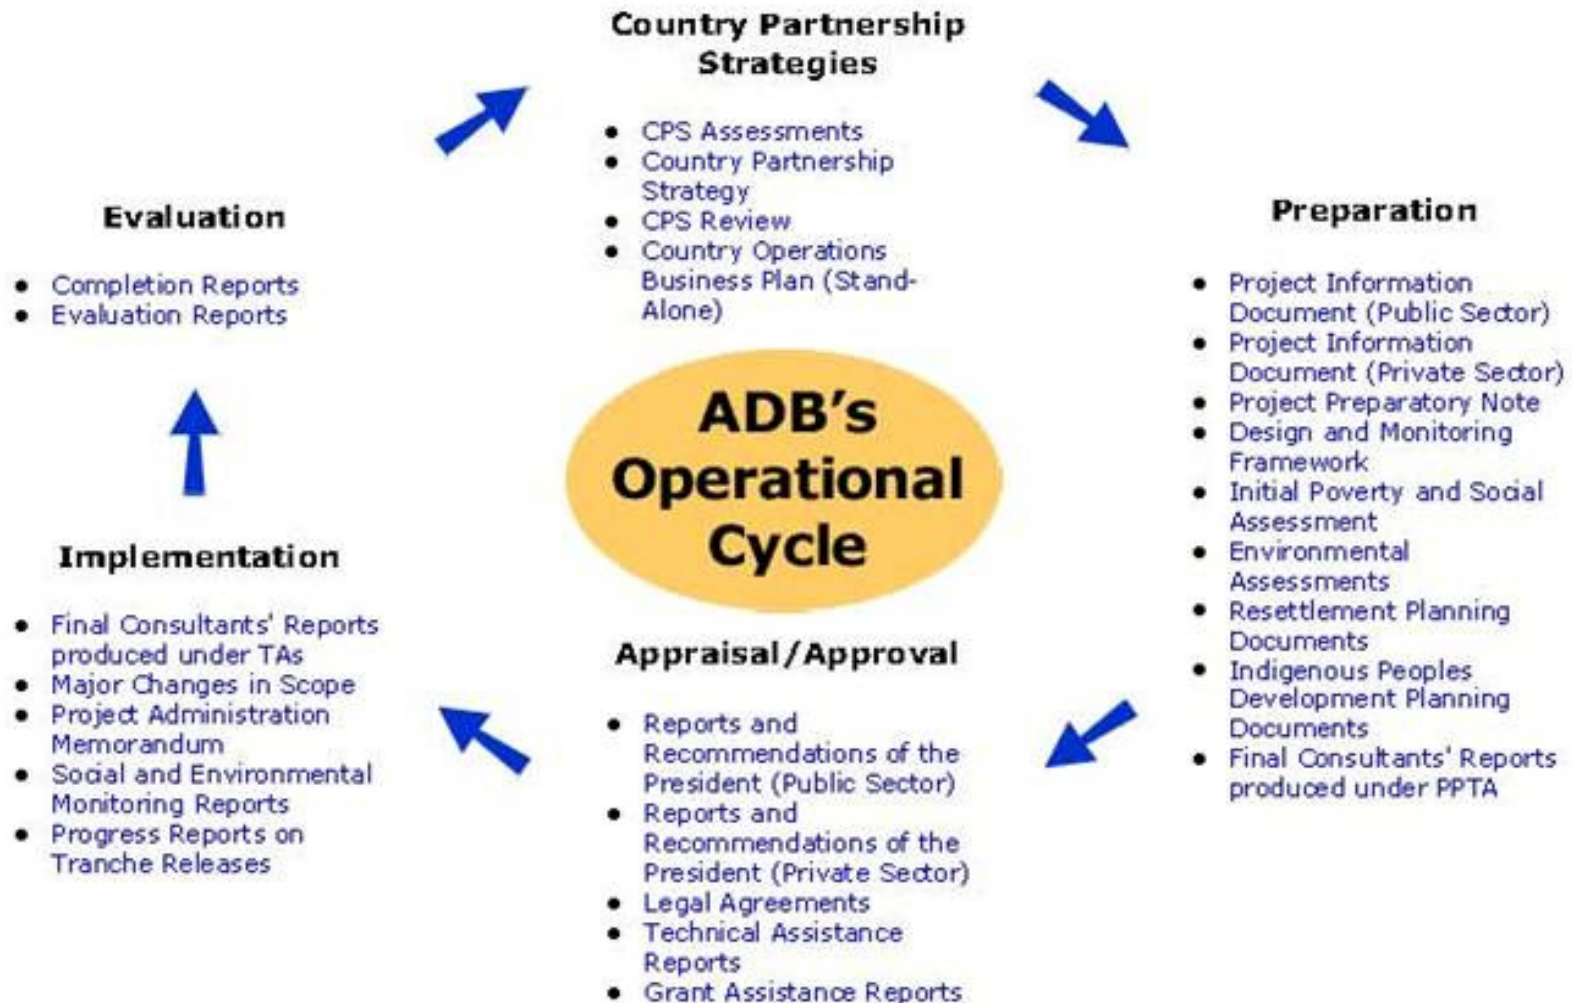 Country Partnership
Strategies
• CPS Assessments
• Country Partnership
Strategy
• CPS Review
• Country Operations
Business Plan (Stand-
Alone)
Preparation
• Project Information
Document (Public Sector)
• Project Information
Document (Private Sector)
• Project Preparatory Note
• Design and Monitoring
Framework
• Initial Poverty and Social
Assessment
• Environmental
Assessments
• Resettlement Planning
Documents
• Indigenous Peoples
Development Planning
Documents
• Final Consultants' Reports
produced under PPTA
Appraisal/Approval
• Reports and
Recommendations of the
President (Public Sector)
• Reports and
Recommendations of the
President (Private Sector)
• Legal Agreements
• Technical Assistance
Reports
• Grant Assistance Reports
Implementation
• Final Consultants' Reports
produced under TAs
• Major Changes in Scope
• Project Administration
Memorandum
• Social and Environmental
Monitoring Reports
• Progress Reports on
Tranche Releases
Evaluation
• Completion Reports
• Evaluation Reports
ADB's
Operational
Cycle